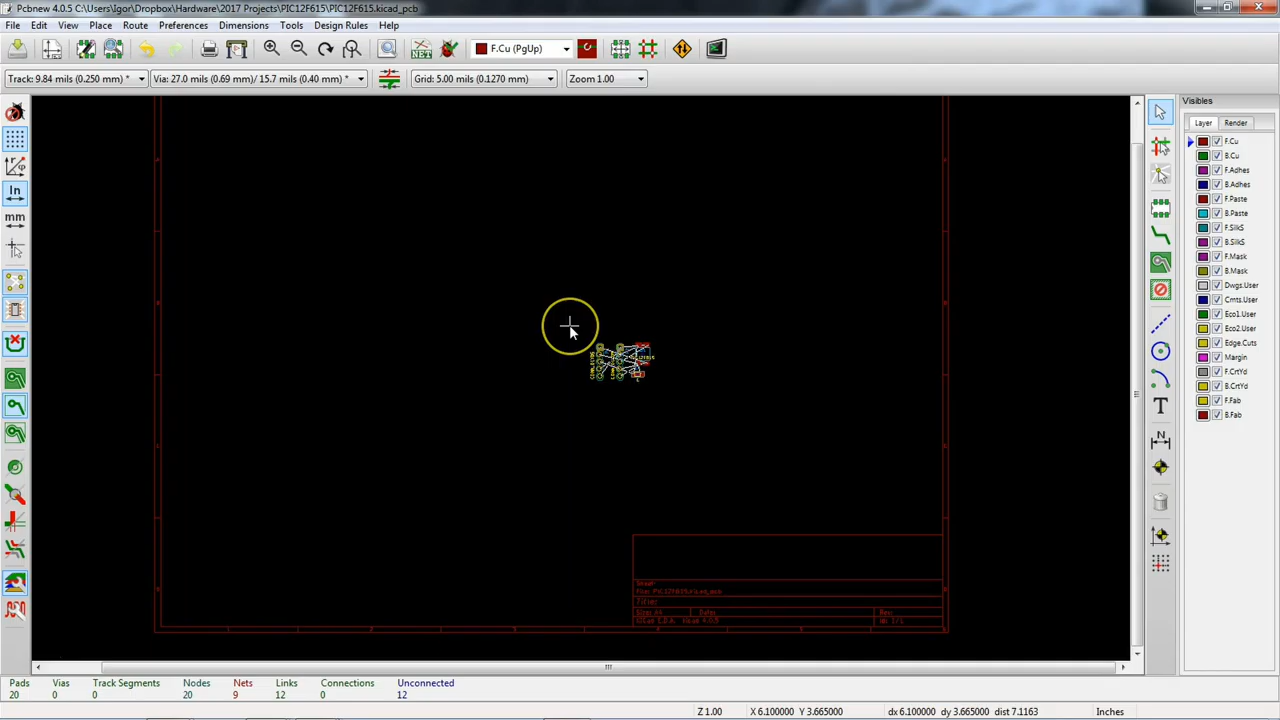 Pcbnew 4.0.5 C:\Users\Igor\Dropbox\Hardware\2017 Projects\PIC12F615\PIC12F615.kicad_pcb
File Edit View Place Route Preferences Dimensions Tools Design Rules Help
NET F.Cu (PgUp)
Track: 9.84 mils (0.250 mm) * Via: 27.0 mils (0.69 mm)/ 15.7 mils (0.40 mm) * Grid: 5.00 mils (0.1270 mm) Zoom 1.00
Visibles
Layer Render
F.Cu
B.Cu
F.Adhes
B.Adhes
F.Paste
B.Paste
F.SilkS
B.SilkS
F.Mask
B.Mask
Dwgs.User
Cmts.User
Eco1.User
Eco2.User
Edge.Cuts
Margin
F.CrtYd
B.CrtYd
F.Fab
B.Fab
In
mm
Size: A4 Date: Rev:
Pads Vias Track Segments Nodes Nets Links Connections Unconnected
20 0 0 20 9 12 0 12
Z 1.00 X 6.100000 Y 3.665000 dx 6.100000 dy 3.665000 dist 7.1163 Inches